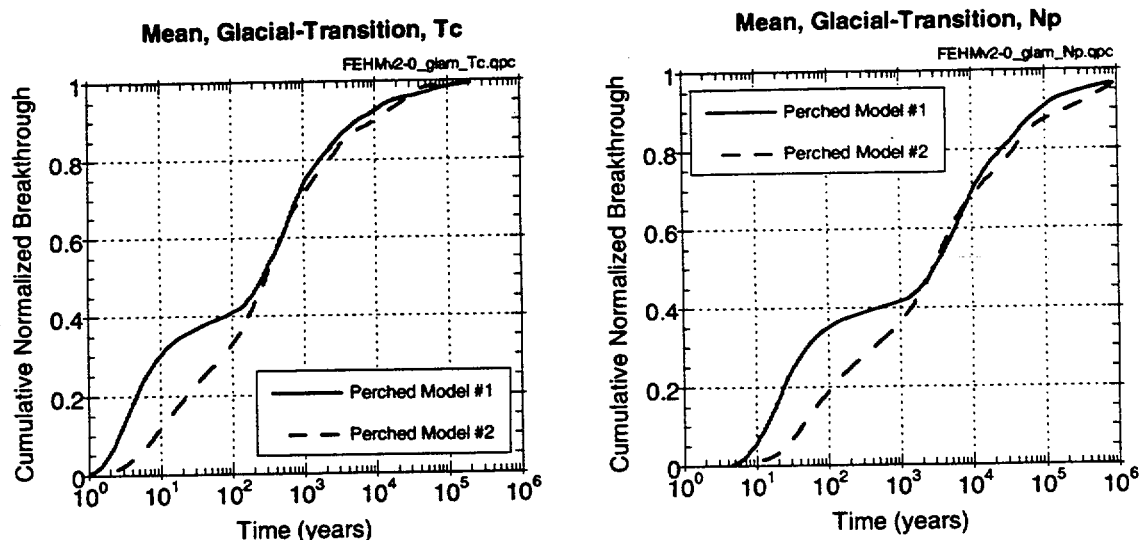 Mean, Glacial-Transition, Tc
FEHMv2-0_glam_Tc.qpc
Cumulative Normalized Breakthrough
1
0.8
0.6
0.4
0.2
0
Perched Model #1
Perched Model #2
10^0 10^1 10^2 10^3 10^4 10^5 10^6
Time (years)
Mean, Glacial-Transition, Np
FEHMv2-0_glam_Np.qpc
Cumulative Normalized Breakthrough
1
0.8
0.6
0.4
0.2
0
Perched Model #1
Perched Model #2
10^0 10^1 10^2 10^3 10^4 10^5 10^6
Time (years)